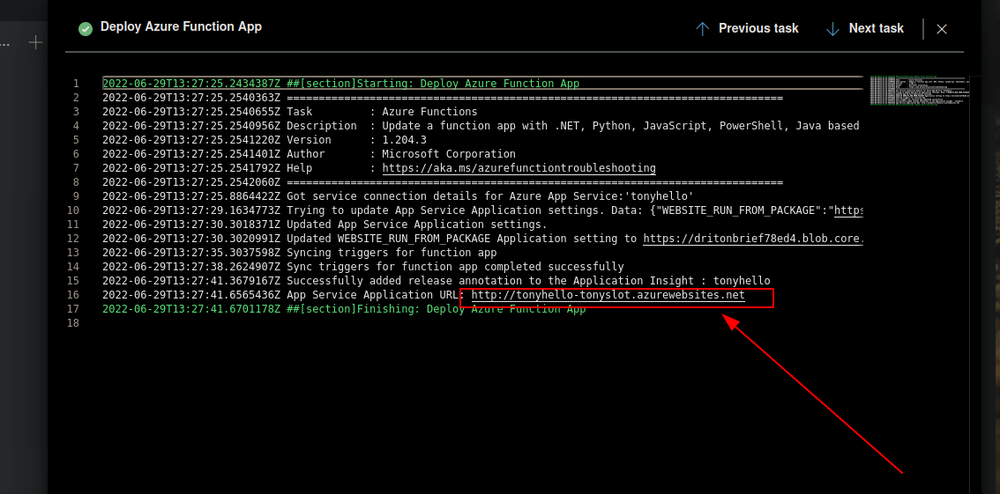 Deploy Azure Function App
Previous task
Next task
...
1 2022-06-29T13:27:25.2434387Z ##[section]Starting: Deploy Azure Function App
2 2022-06-29T13:27:25.2540363Z ==============================================================================
3 2022-06-29T13:27:25.2540655Z Task         : Azure Functions
4 2022-06-29T13:27:25.2540956Z Description  : Update a function app with .NET, Python, JavaScript, PowerShell, Java based
5 2022-06-29T13:27:25.2541220Z Version      : 1.204.3
6 2022-06-29T13:27:25.2541401Z Author       : Microsoft Corporation
7 2022-06-29T13:27:25.2541792Z Help         : https://aka.ms/azurefunctiontroubleshooting
8 2022-06-29T13:27:25.2542060Z ==============================================================================
9 2022-06-29T13:27:25.8864422Z Got service connection details for Azure App Service:'tonyhello'
10 2022-06-29T13:27:29.1634773Z Trying to update App Service Application settings. Data: {"WEBSITE_RUN_FROM_PACKAGE":"https
11 2022-06-29T13:27:30.3018371Z Updated App Service Application settings.
12 2022-06-29T13:27:30.3020991Z Updated WEBSITE_RUN_FROM_PACKAGE Application setting to https://dritonbrief78ed4.blob.core.
13 2022-06-29T13:27:35.3037598Z Syncing triggers for function app
14 2022-06-29T13:27:38.2624907Z Sync triggers for function app completed successfully
15 2022-06-29T13:27:41.3679167Z Successfully added release annotation to the Application Insight : tonyhello
16 2022-06-29T13:27:41.6565436Z App Service Application URL: http://tonyhello-tonyslot.azurewebsites.net
17 2022-06-29T13:27:41.6701178Z ##[section]Finishing: Deploy Azure Function App
18